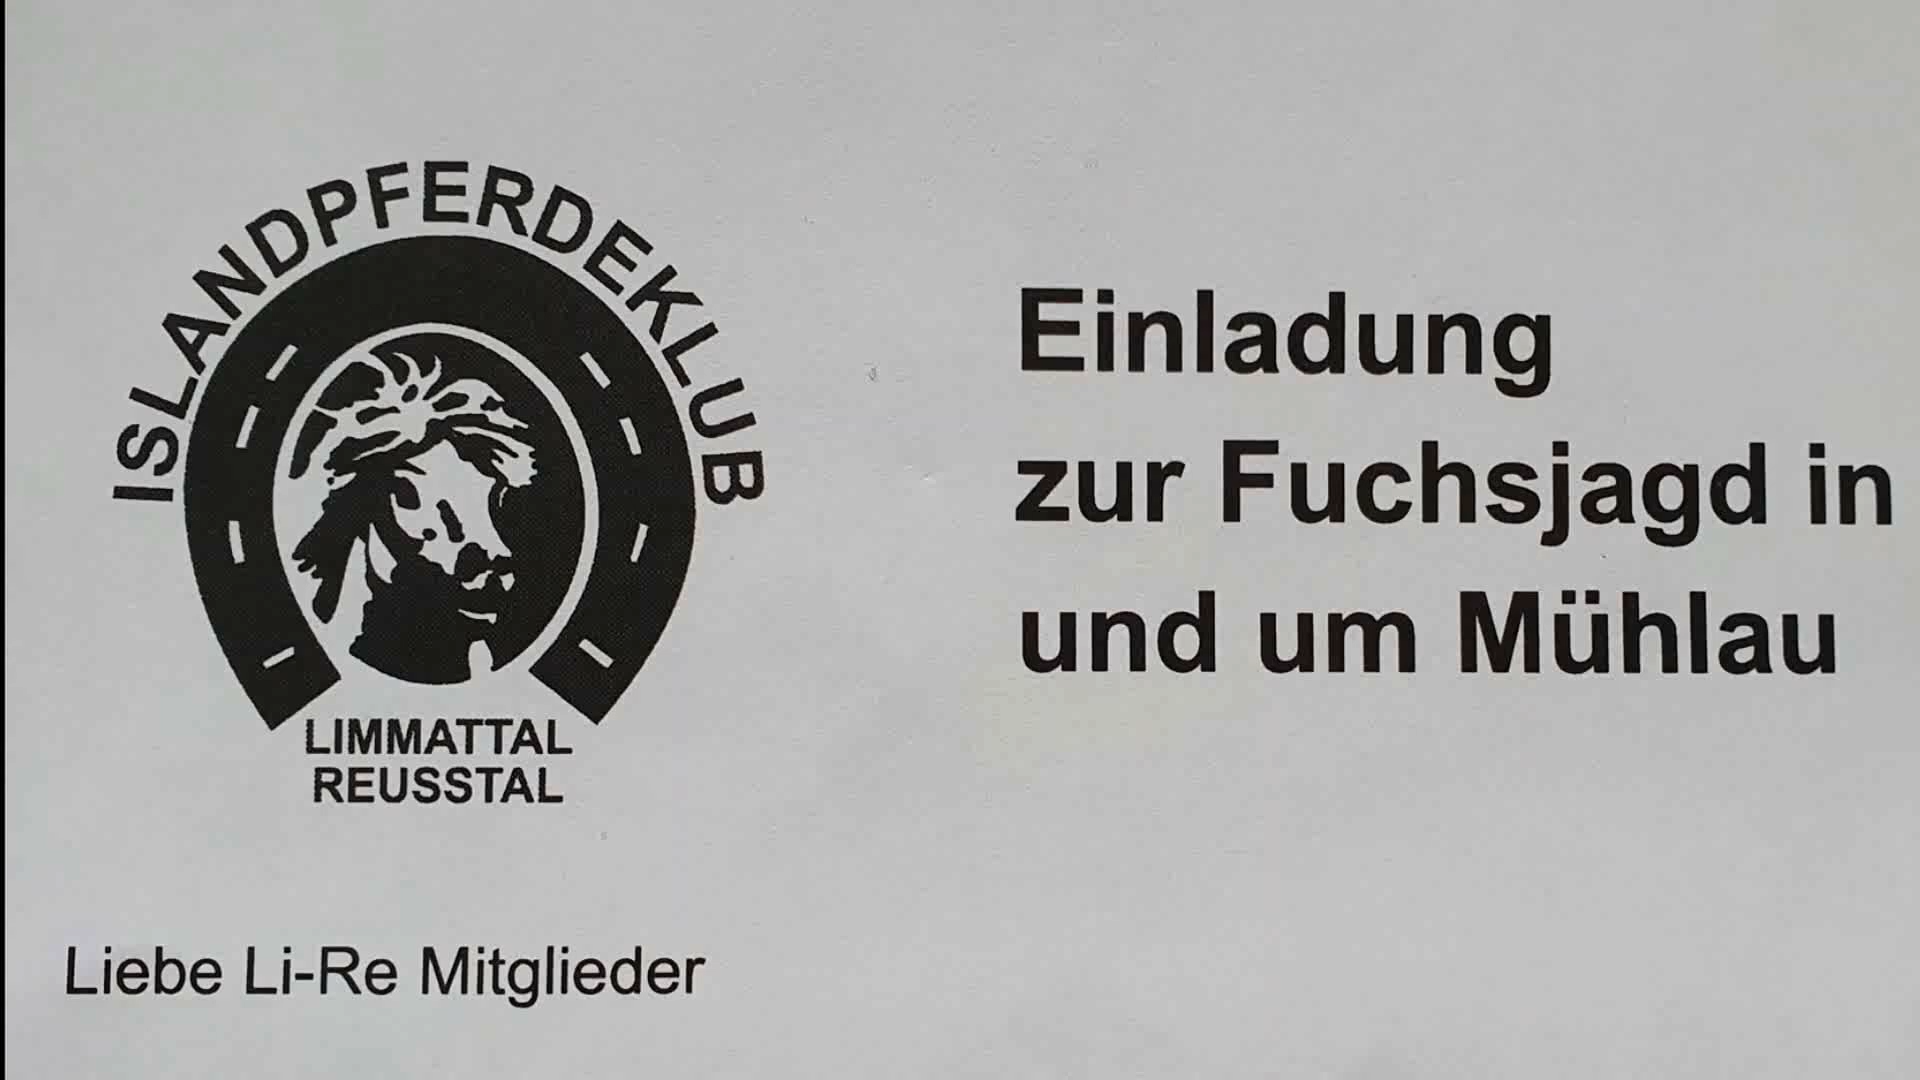 ISLANDPFERDEKLUB
LIMMATTAL
REUSSTAL
Einladung
zur Fuchsjagd in
und um Mühlau
Liebe Li-Re Mitglieder